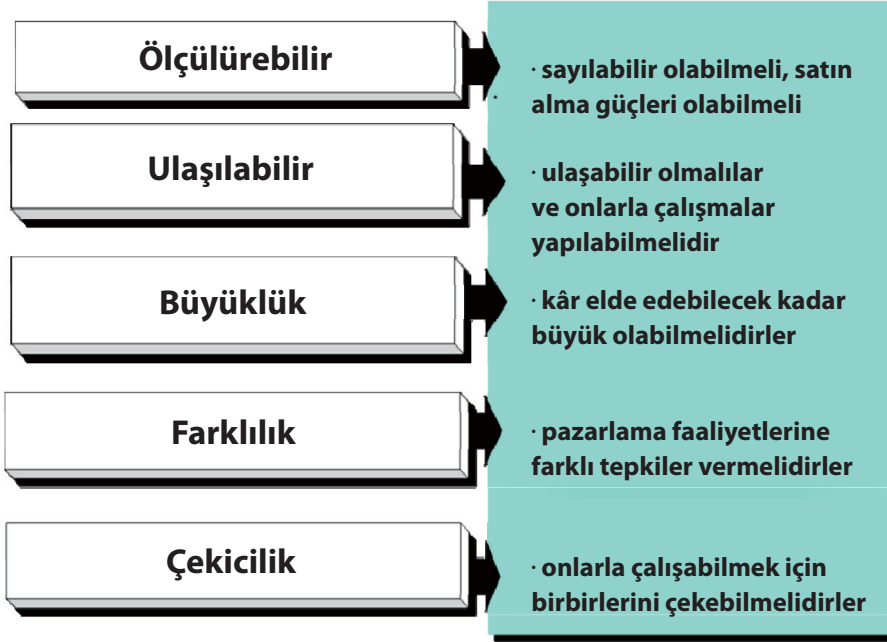 Ölçülürebilir
· sayılabilir olabilmeli, satın
alma güçleri olabilmeli
Ulaşılabilir
· ulaşabilir olmalılar
ve onlarla çalışmalar
yapılabilmelidir
Büyüklük
· kâr elde edebilecek kadar
büyük olabilmelidirler
Farklılık
· pazarlama faaliyetlerine
farklı tepkiler vermelidirler
Çekicilik
· onlarla çalışabilmek için
birbirlerini çekebilmelidirler